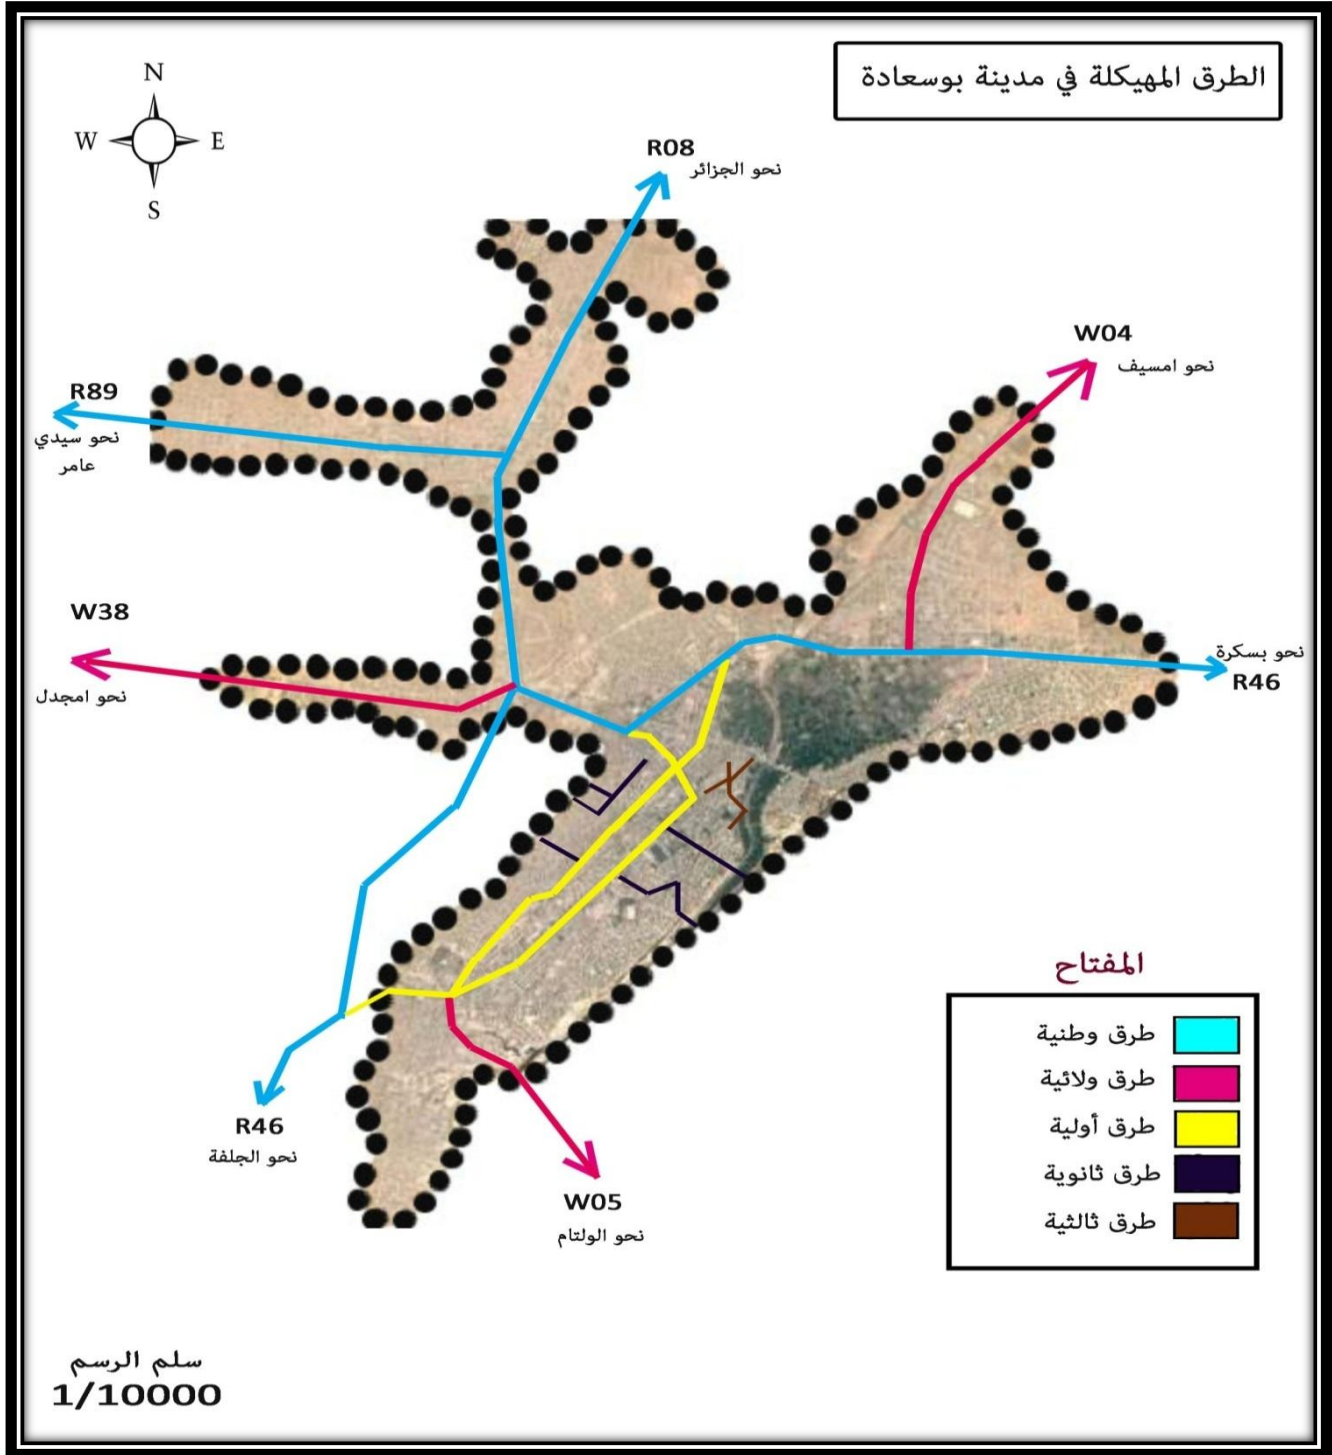 الطرق المهيكلة في مدينة بوسعادة
N
W E
S
R08
نحو الجزائر
W04
نحو امسيف
R89
نحو سيدي
عامر
W38
نحو امجدل
نحو بسكرة
R46
R46
نحو الجلفة
W05
نحو الولتام
المفتاح
طرق وطنية
طرق ولائية
طرق أولية
طرق ثانوية
طرق ثالثية
سلم الرسم
1/10000